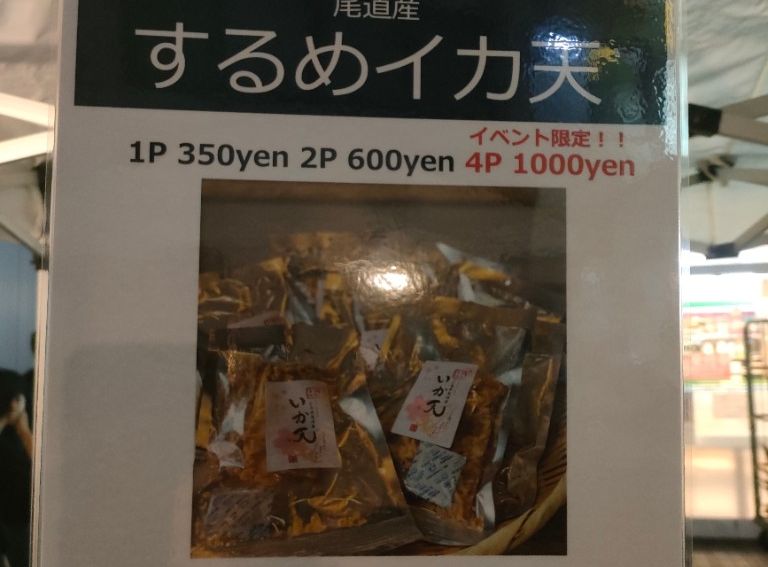 尾道産
するめイカ天
イベント限定！！
1P 350yen 2P 600yen 4P 1000yen
いか天
いか天